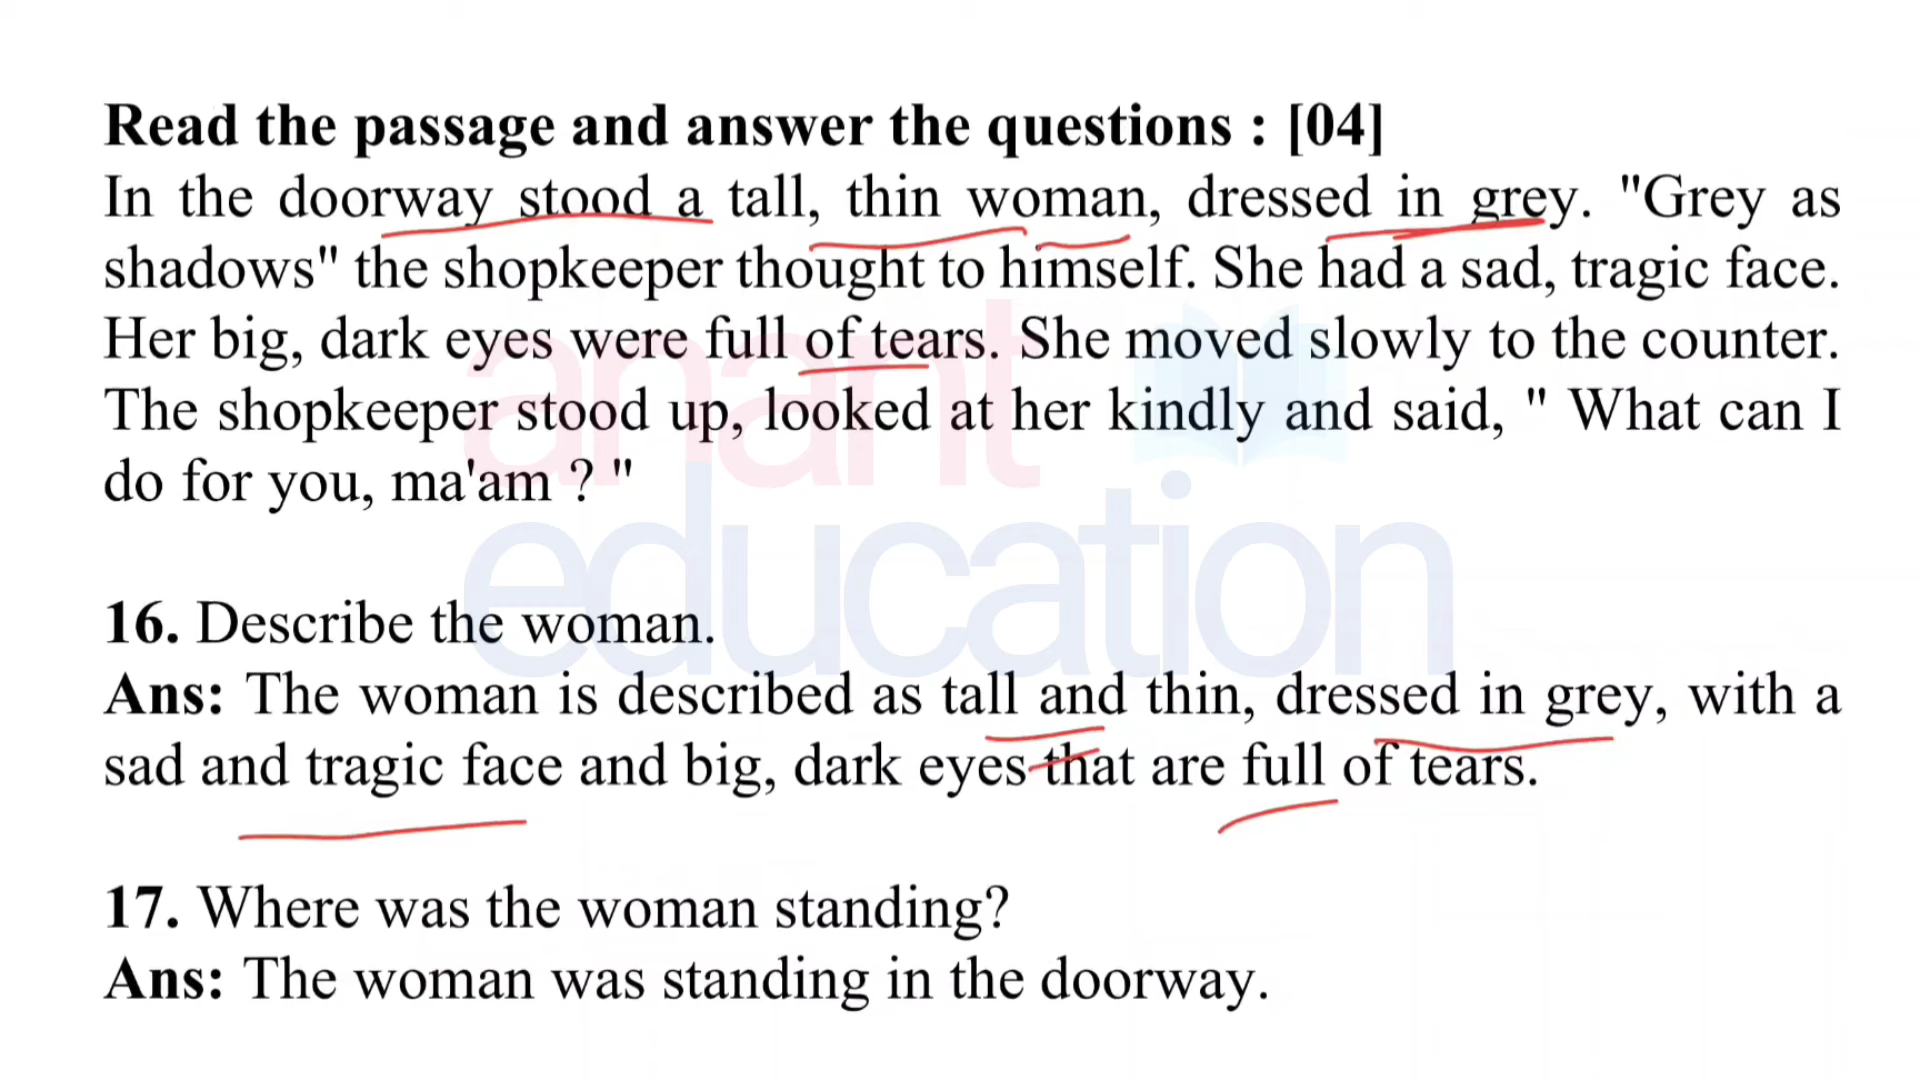 Read the passage and answer the questions : [04]
In the doorway stood a tall, thin woman, dressed in grey. "Grey as
shadows" the shopkeeper thought to himself. She had a sad, tragic face.
Her big, dark eyes were full of tears. She moved slowly to the counter.
The shopkeeper stood up, looked at her kindly and said, " What can I
do for you, ma'am ? "
anant
education
16. Describe the woman.
Ans: The woman is described as tall and thin, dressed in grey, with a
sad and tragic face and big, dark eyes that are full of tears.
17. Where was the woman standing?
Ans: The woman was standing in the doorway.